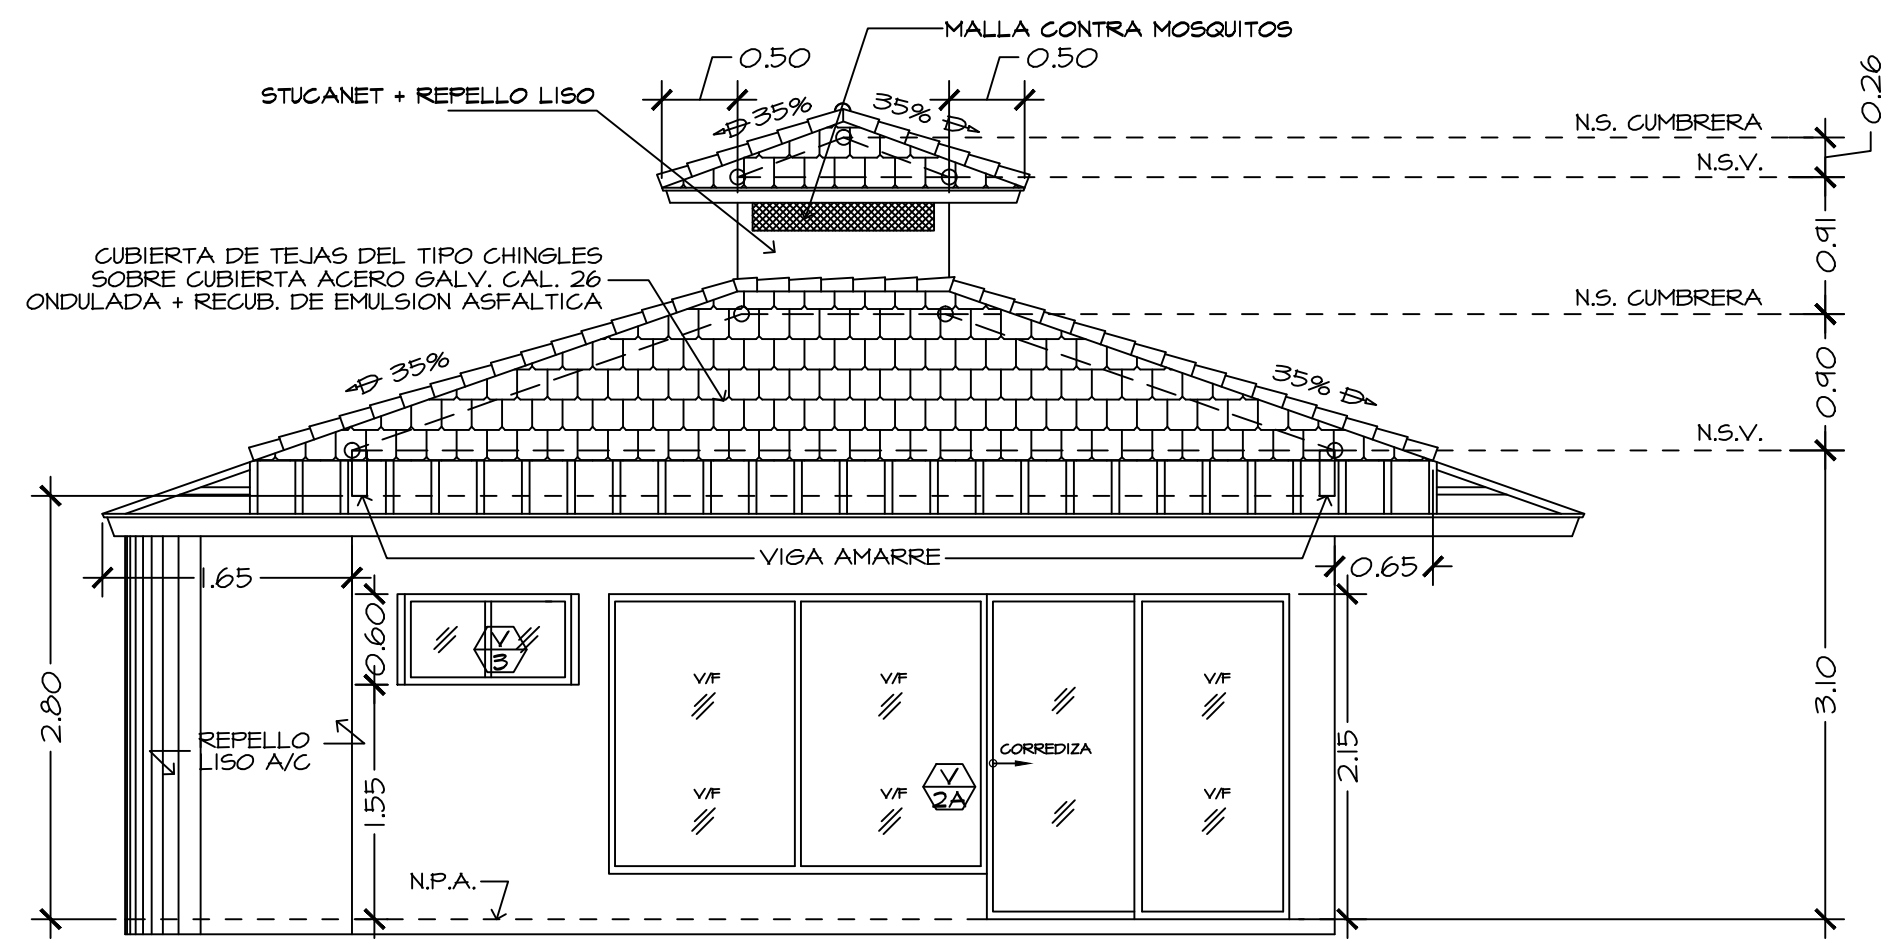 MALLA CONTRA MOSQUITOS
0.50
0.50
0.26
STUCANET + REPELLO LISO
35%
35%
N.S. CUMBRERA
N.S.V.
0.91
CUBIERTA DE TEJAS DEL TIPO CHINGLES
SOBRE CUBIERTA ACERO GALV. CAL. 26
ONDULADA + RECUB. DE EMULSION ASFALTICA
N.S. CUMBRERA
35%
35%
0.90
N.S.V.
VIGA AMARRE
1.65
0.65
0.60
V
3
V/F
V/F
V/F
2.80
3.10
REPELLO
LISO A/C
CORREDIZA
2.15
1.55
V
2A
V/F
V/F
V/F
N.P.A.